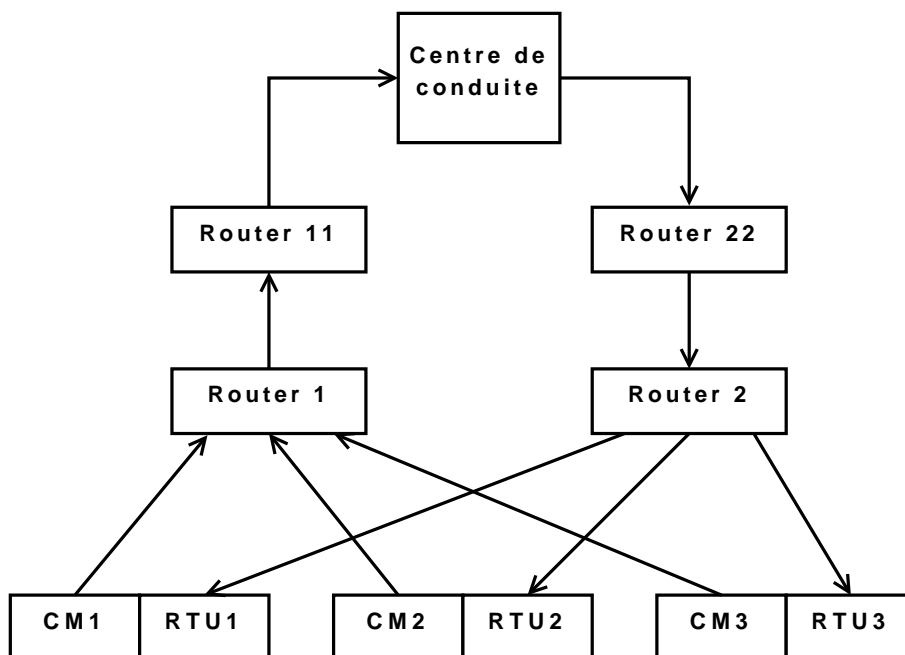 Centre de
conduite
Router 11
Router 22
Router 1
Router 2
CM1
RTU1
CM2
RTU2
CM3
RTU3